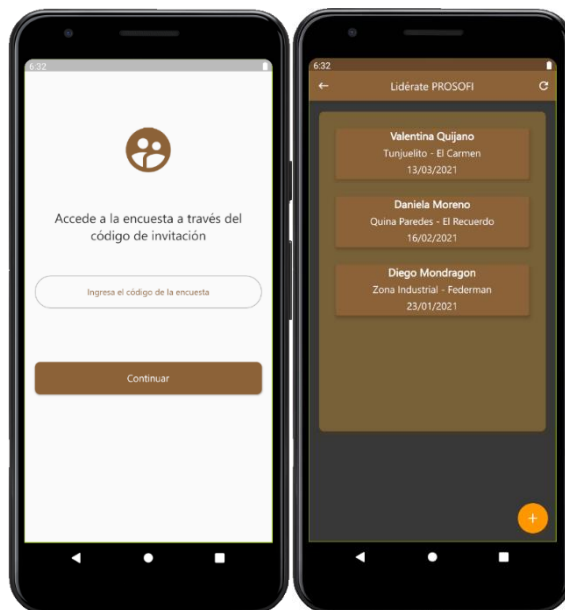 6:32
Accede a la encuesta a través del
código de invitación
Ingresa el código de la encuesta
Continuar
6:32
Lidérate PROSOFI
Valentina Quijano
Tunjuelito - El Carmen
13/03/2021
Daniela Moreno
Quina Paredes - El Recuerdo
16/02/2021
Diego Mondragon
Zona Industrial - Federman
23/01/2021